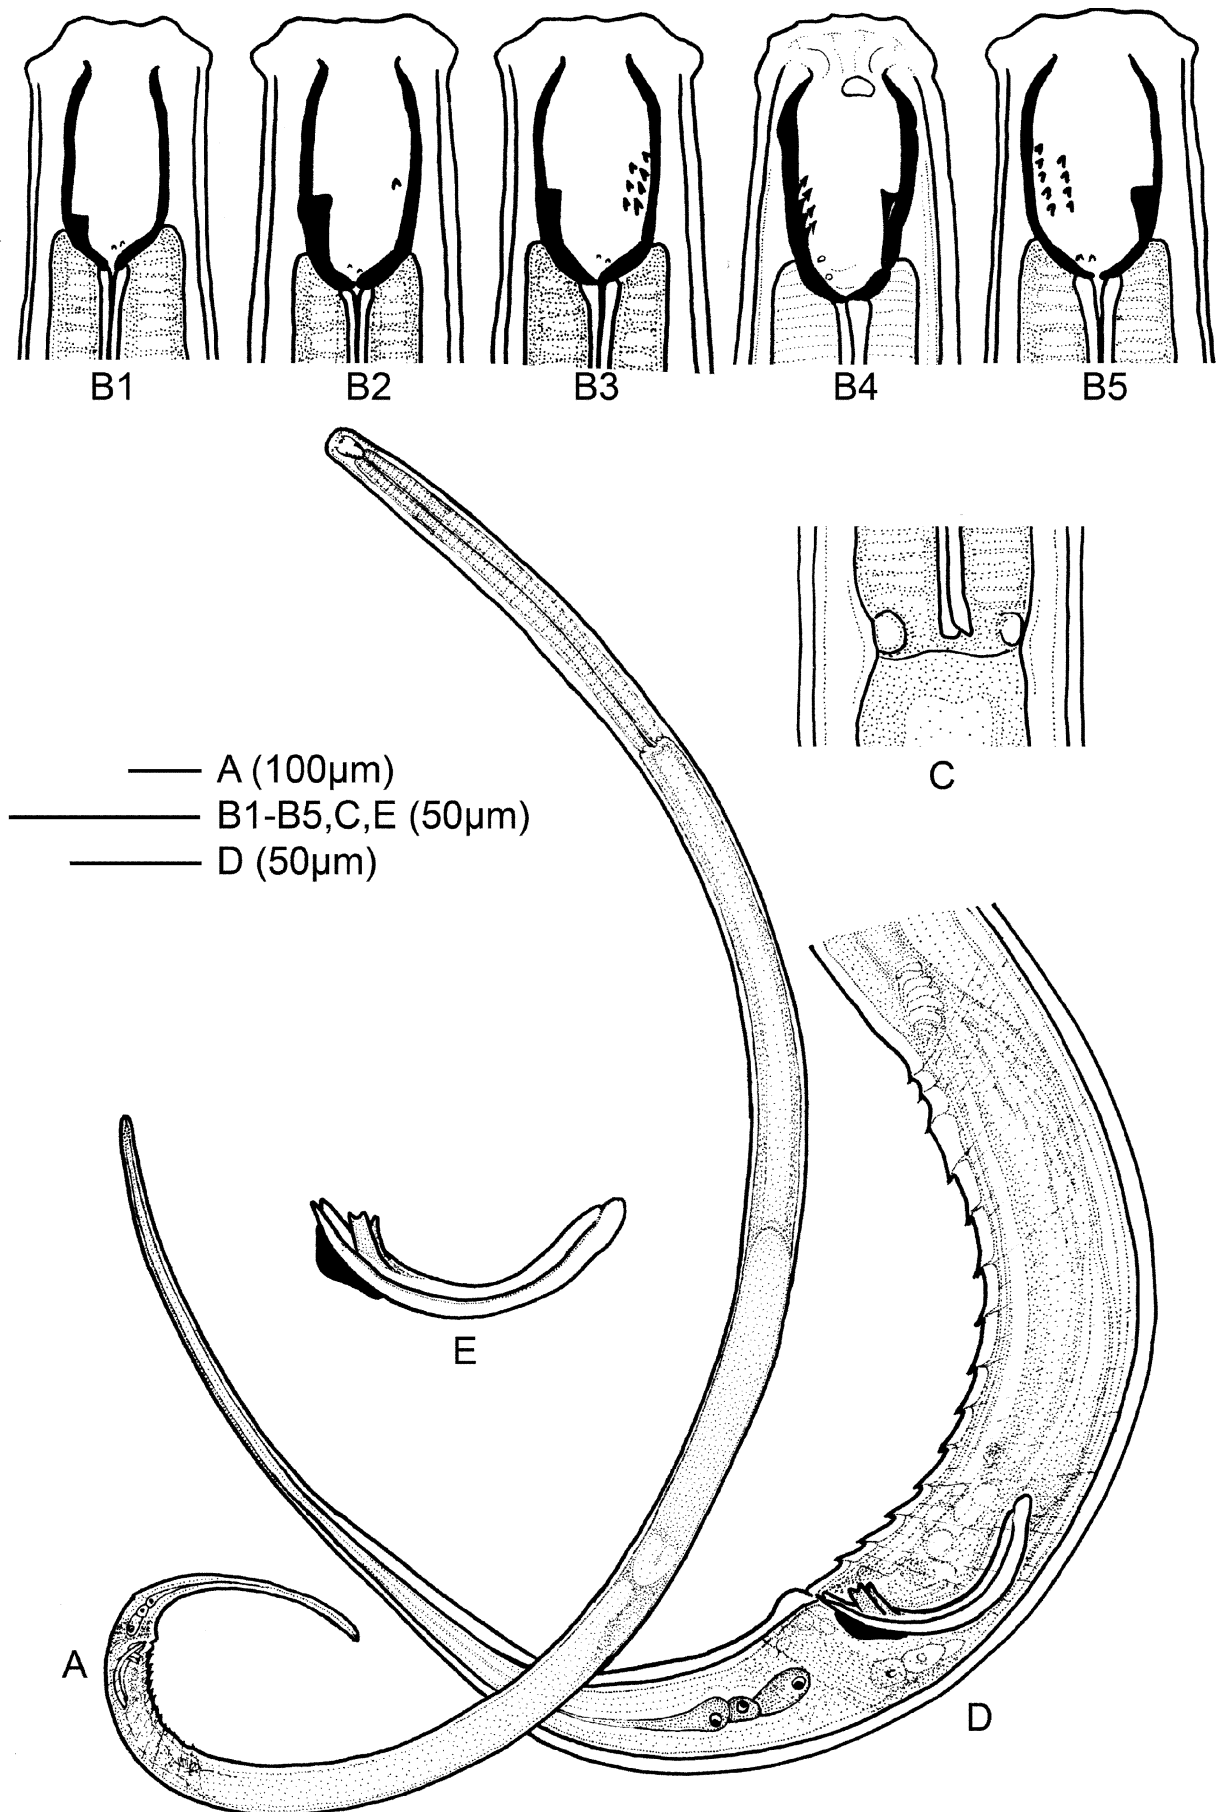 B1 B2 B3 B4 B5
C
A (100µm)
B1-B5,C,E (50µm)
D (50µm)
E
A
D